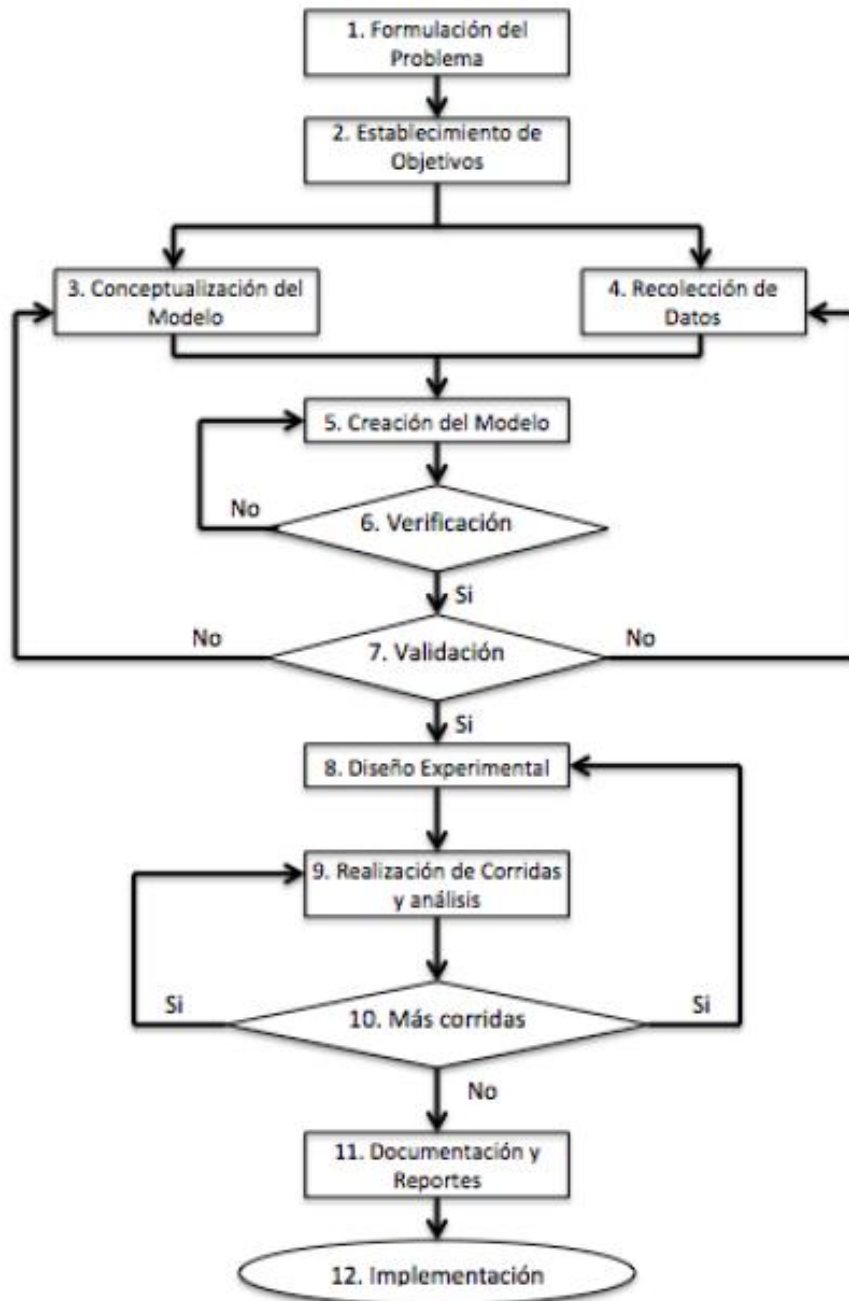 1. Formulación del
Problema
2. Establecimiento de
Objetivos
3. Conceptualización del
Modelo
4. Recolección de
Datos
5. Creación del Modelo
No
6. Verificación
Si
No
7. Validación
No
Si
8. Diseño Experimental
9. Realización de Corridas
y análisis
Si
10. Más corridas
Si
No
11. Documentación y
Reportes
12. Implementación